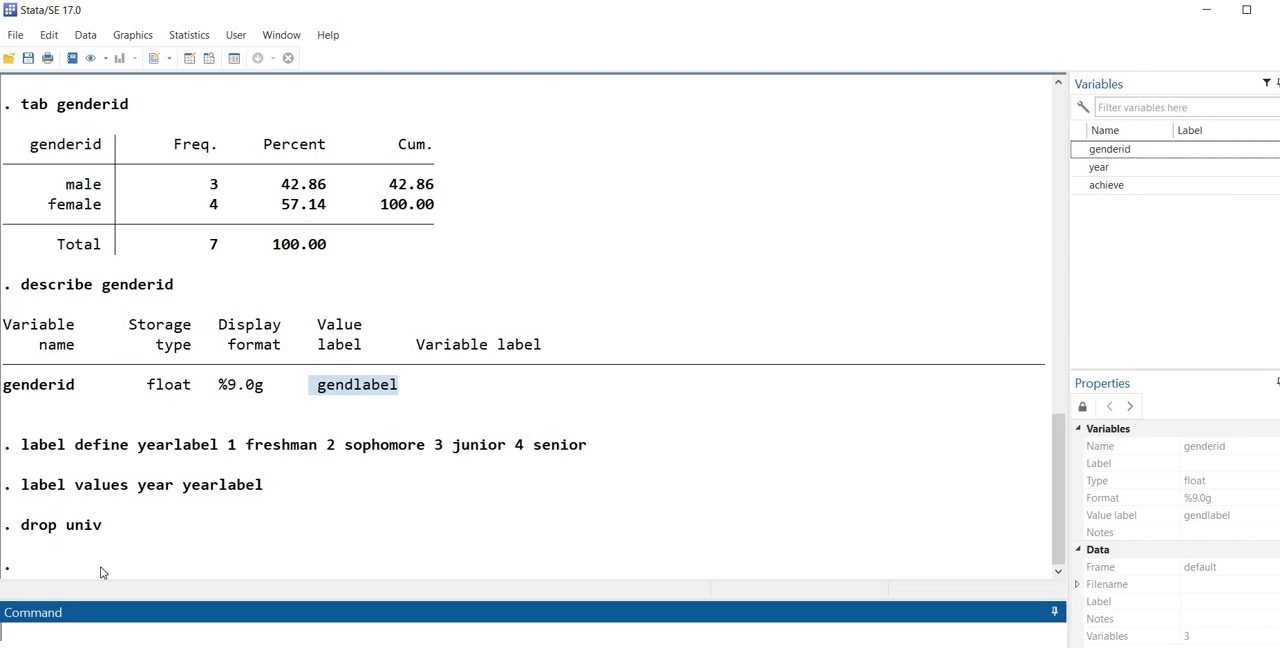 Stata/SE 17.0
File Edit Data Graphics Statistics User Window Help
. tab genderid
genderid Freq. Percent Cum.
male 3 42.86 42.86
female 4 57.14 100.00
Total 7 100.00
. describe genderid
Variable Storage Display Value
name type format label Variable label
genderid float %9.0g gendlabel
. label define yearlabel 1 freshman 2 sophomore 3 junior 4 senior
. label values year yearlabel
. drop univ
.
Command
Variables
Filter variables here
Name Label
genderid
year
achieve
Properties
Variables
Name genderid
Label
Type float
Format %9.0g
Value label gendlabel
Notes
Data
Frame default
Filename
Label
Notes
Variables 3